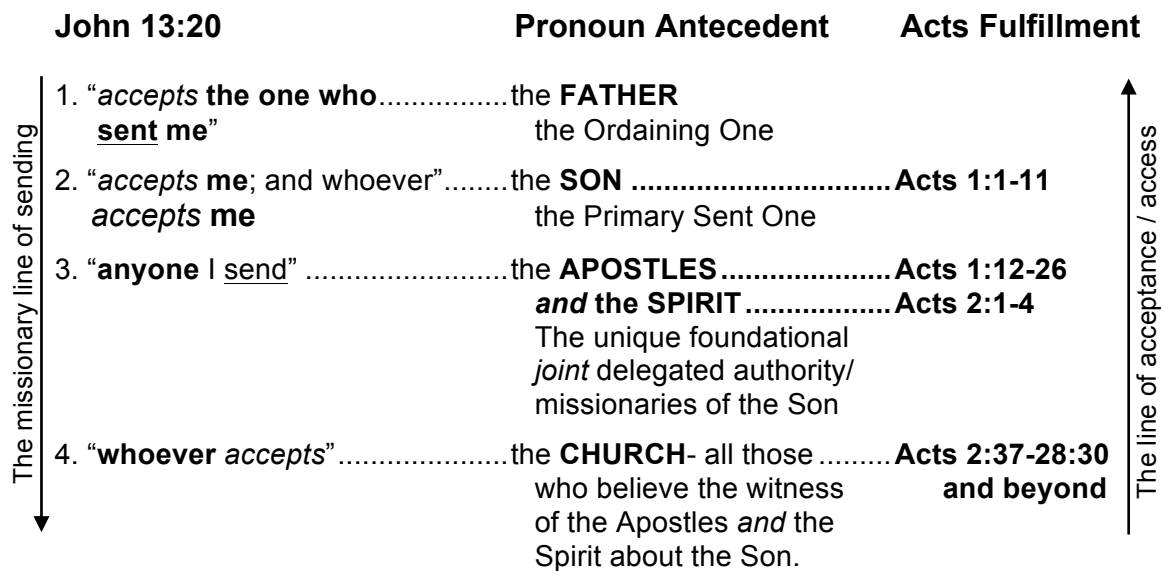 John 13:20 Pronoun Antecedent Acts Fulfillment
1. “accepts the one who................the FATHER
sent me” the Ordaining One
2. “accepts me; and whoever”........the SON .................................Acts 1:1-11
accepts me the Primary Sent One
3. “anyone I send” .........................the APOSTLES......................Acts 1:12-26
and the SPIRIT...................Acts 2:1-4
The unique foundational
joint delegated authority/
missionaries of the Son
4. “whoever accepts”......................the CHURCH- all those .........Acts 2:37-28:30
who believe the witness and beyond
of the Apostles and the
Spirit about the Son.
The missionary line of sending
The line of acceptance / access